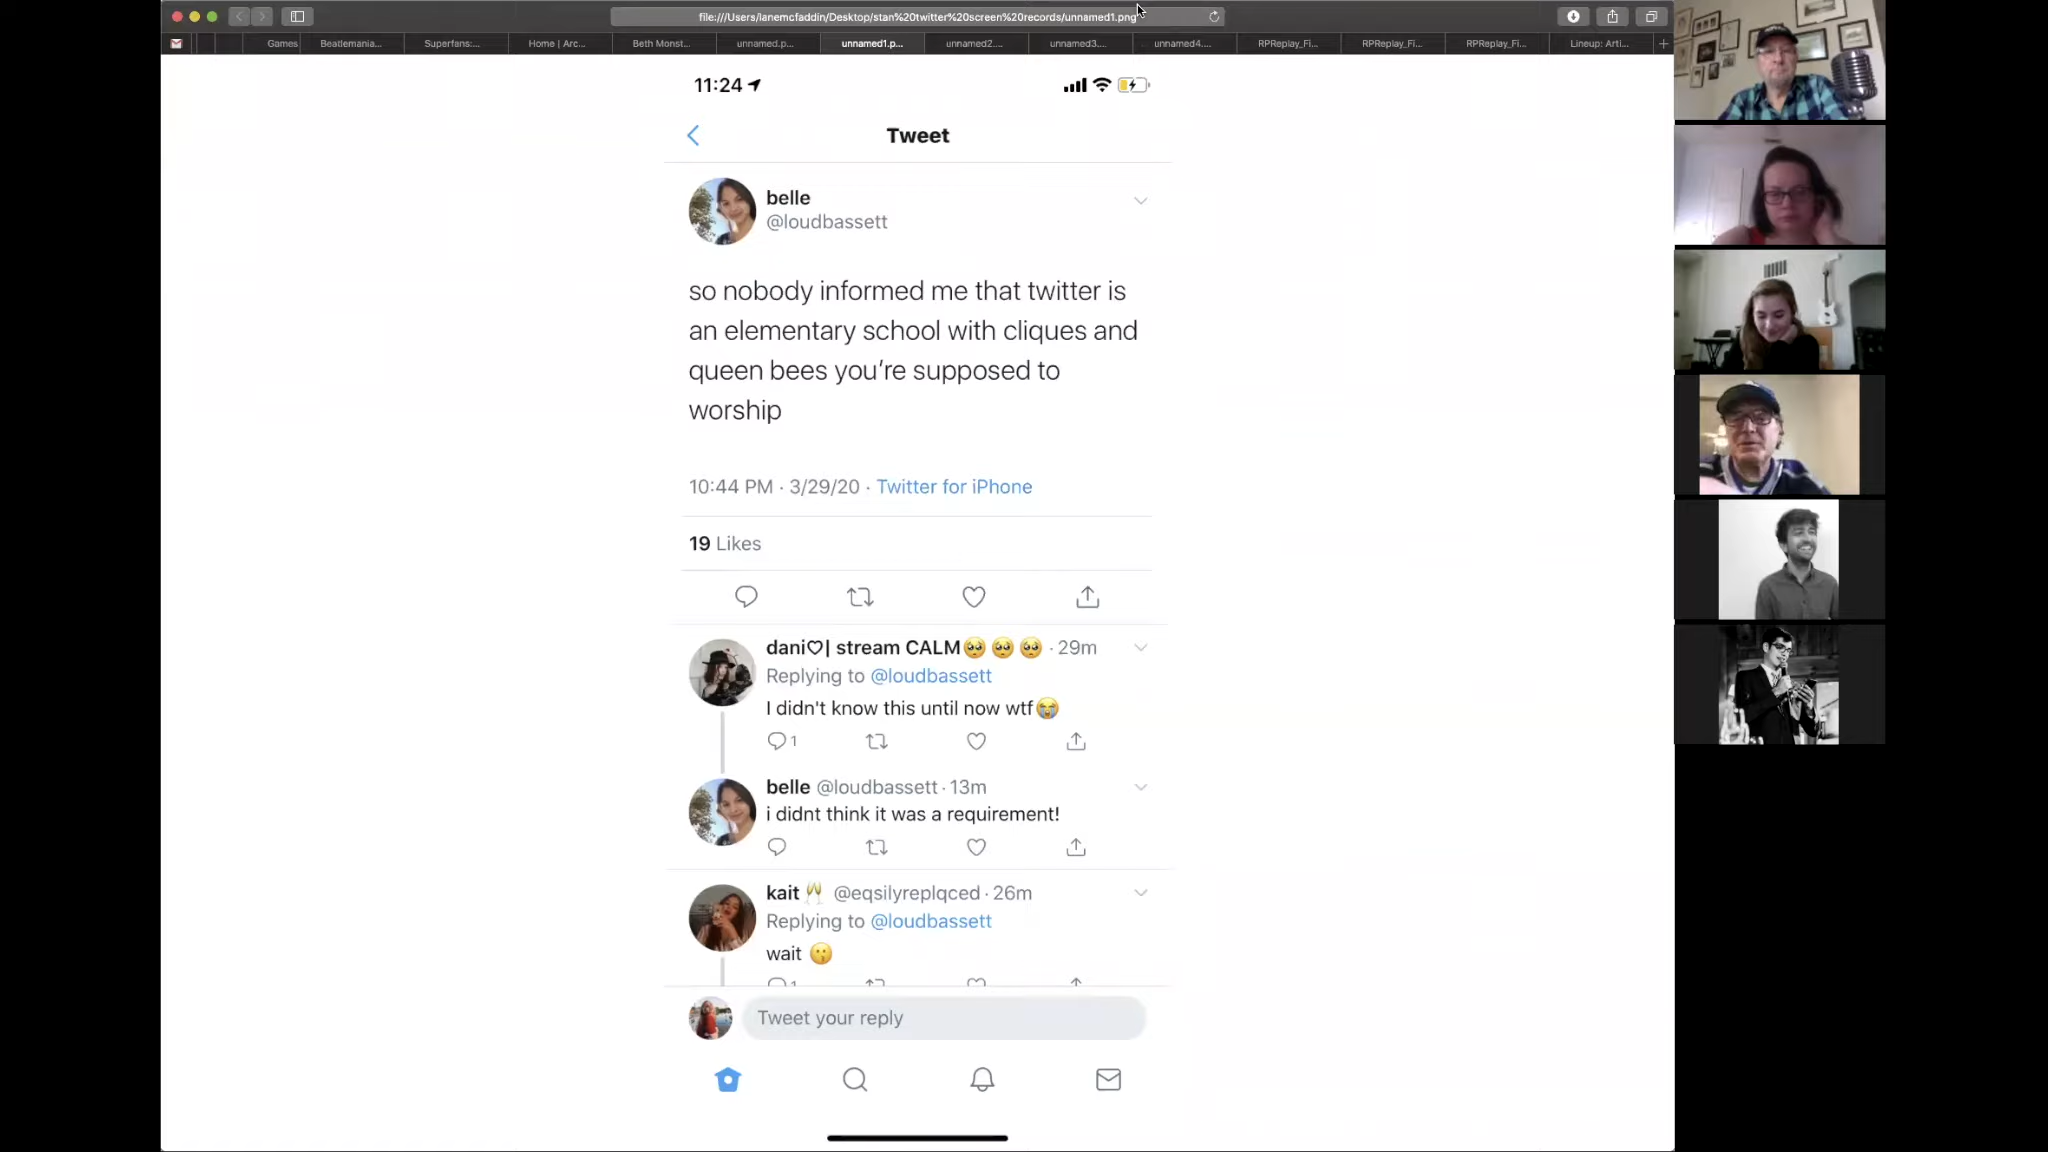 file:///Users/lanemcfaddin/Desktop/stan%20twitter%20screen%20records/unnamed1.png
Games
Beatlemania...
Superfans:...
Home | Arc...
Beth Monst...
unnamed.p...
unnamed1.p...
unnamed2....
unnamed3....
unnamed4....
RPReplay_Fi...
RPReplay_Fi...
RPReplay_Fi...
Lineup: Arti...
11:24
Tweet
belle
@loudbassett
so nobody informed me that twitter is
an elementary school with cliques and
queen bees you’re supposed to
worship
10:44 PM · 3/29/20 · Twitter for iPhone
19 Likes
dani♡| stream CALM🥺 🥺 🥺 · 29m
Replying to @loudbassett
I didn't know this until now wtf😭
1
belle @loudbassett · 13m
i didnt think it was a requirement!
kait 🥂 @eqsilyreplqced · 26m
Replying to @loudbassett
wait 😗
1
Tweet your reply